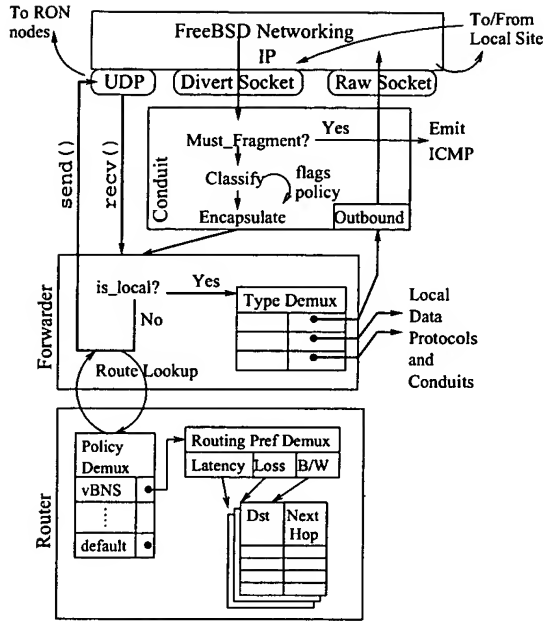 To RON
nodes
FreeBSD Networking
IP
To/From
Local Site
UDP
Divert Socket
Raw Socket
send()
recv()
Conduit
Must_Fragment?
Yes
Emit
ICMP
Classify
flags
policy
Encapsulate
Outbound
Forwarder
is_local?
Yes
No
Type Demux
Local
Data
Protocols
and
Conduits
Route Lookup
Router
Policy
Demux
vBNS
default
Routing Pref Demux
Latency Loss B/W
Dst
Next
Hop